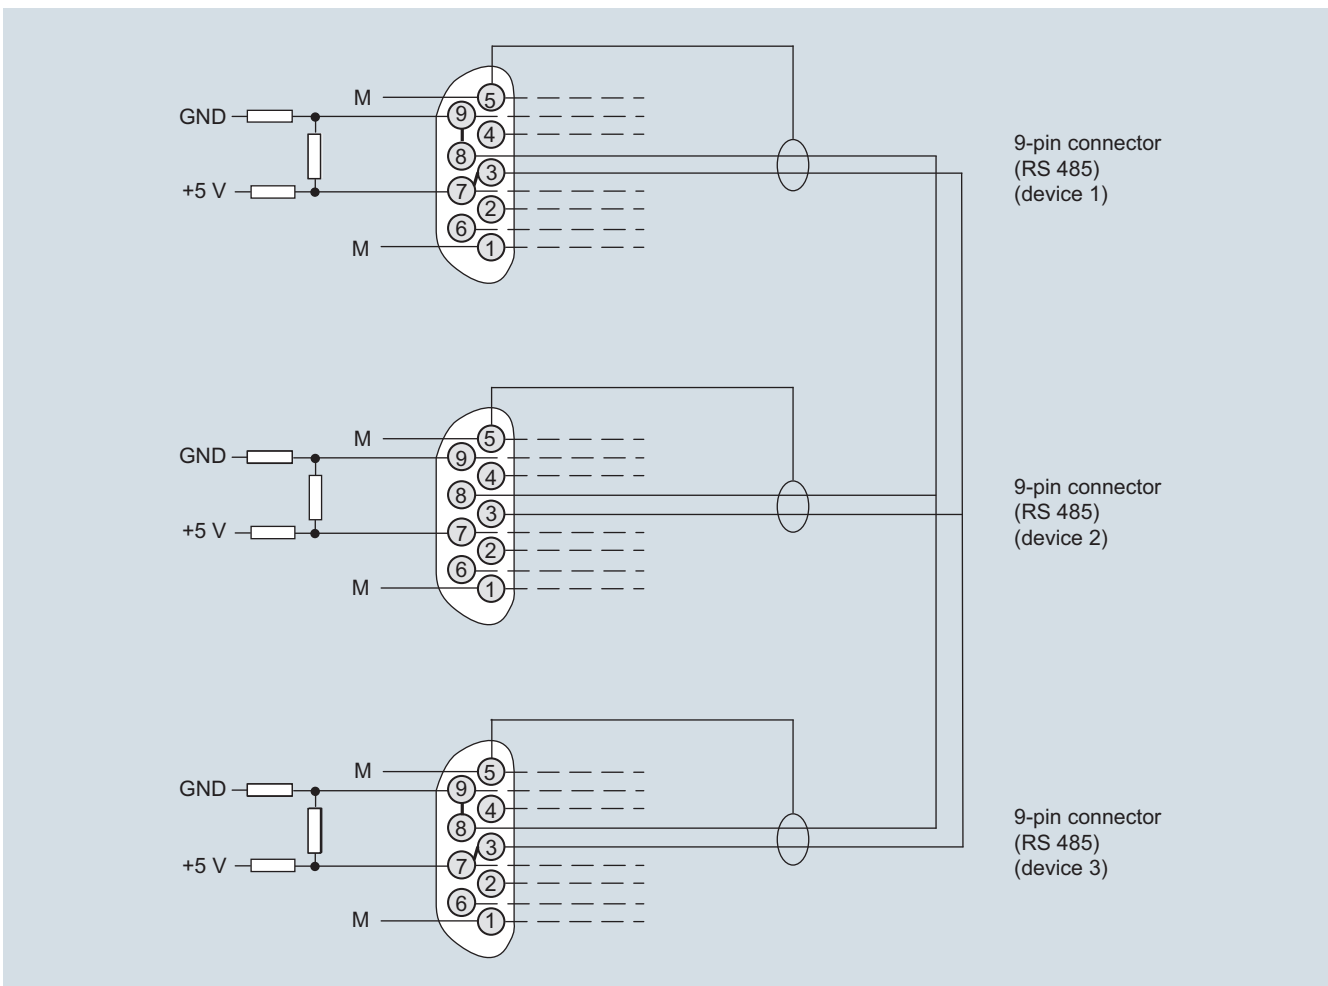 M
GND
+5 V
M
5
9
4
8
3
7
2
6
1
9-pin connector
(RS 485)
(device 1)
M
GND
+5 V
M
5
9
4
8
3
7
2
6
1
9-pin connector
(RS 485)
(device 2)
M
GND
+5 V
M
5
9
4
8
3
7
2
6
1
9-pin connector
(RS 485)
(device 3)